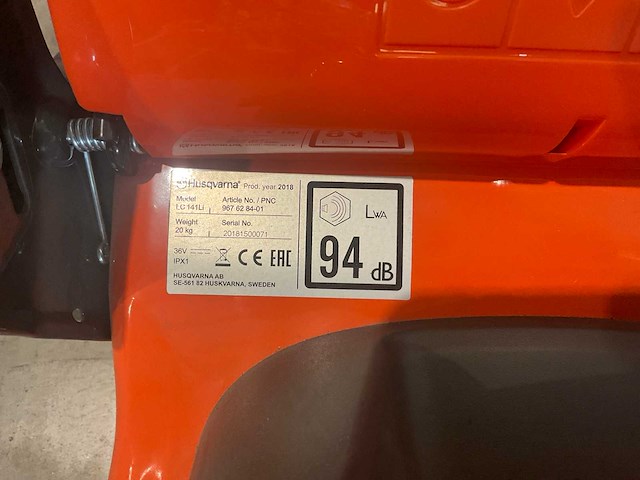 Husqvarna® Prod. year 2018
Model Article No. / PNC
LC 141Li 967 62 84-01
Weight Serial No.
20 kg 20181500071
36V
IPX1
CE EAC
HUSQVARNA AB
SE-561 82 HUSKVARNA, SWEDEN
LWA
94 dB